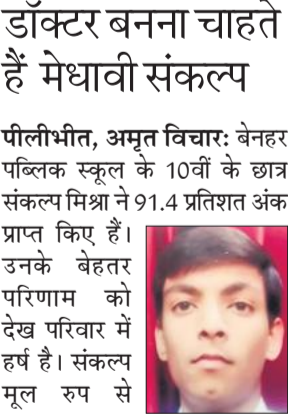 डॉक्टर बनना चाहते
हैं मेधावी संकल्प
पीलीभीत, अमृत विचारः बेनहर
पब्लिक स्कूल के 10वीं के छात्र
संकल्प मिश्रा ने 91.4 प्रतिशत अंक
प्राप्त किए हैं।
उनके बेहतर
परिणाम को
देख परिवार में
हर्ष है। संकल्प
मूल रुप से